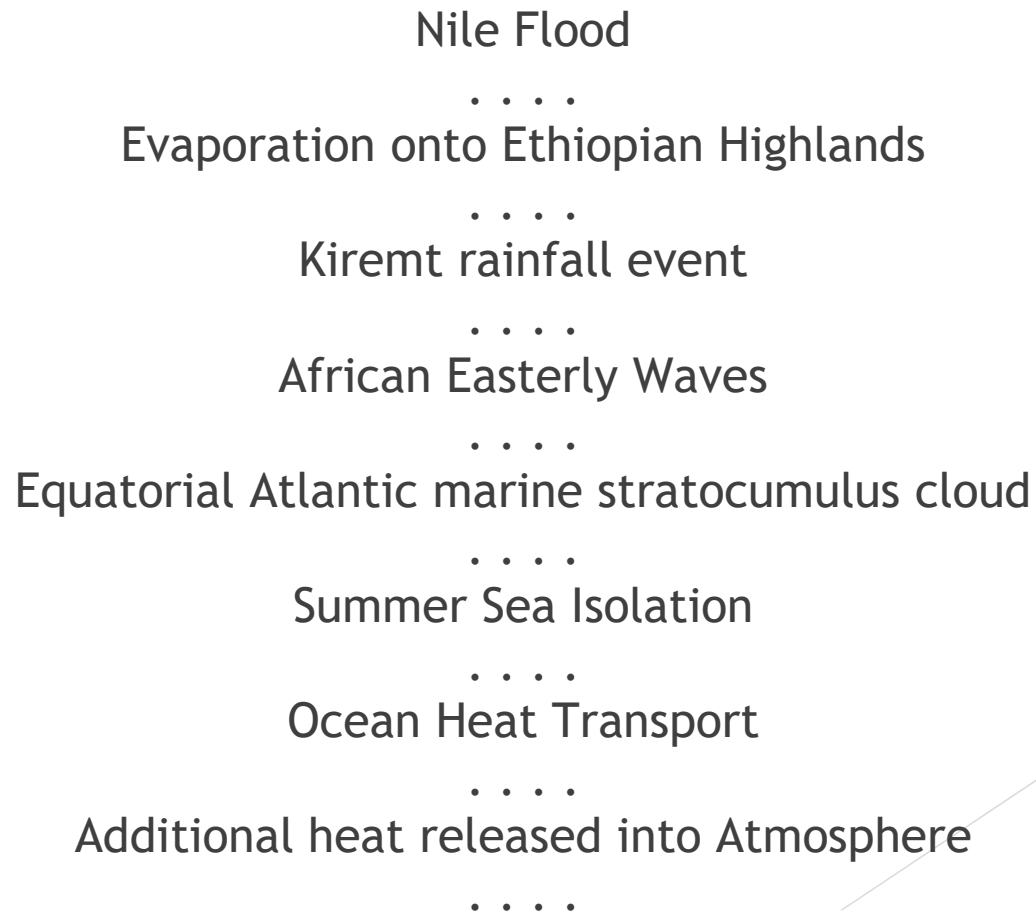 Nile Flood
. . . .
Evaporation onto Ethiopian Highlands
. . . .
Kiremt rainfall event
. . . .
African Easterly Waves
. . . .
Equatorial Atlantic marine stratocumulus cloud
. . . .
Summer Sea Isolation
. . . .
Ocean Heat Transport
. . . .
Additional heat released into Atmosphere
. . . .